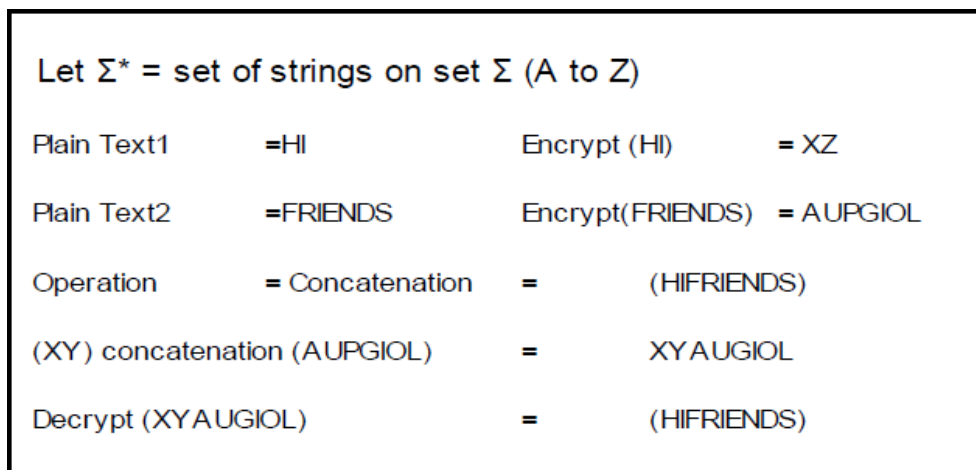 Let Σ* = set of strings on set Σ (A to Z)
Plain Text1 =HI Encrypt (HI) = XZ
Plain Text2 =FRIENDS Encrypt(FRIENDS) = AUPGIOL
Operation = Concatenation = (HIFRIENDS)
(XY) concatenation (AUPGIOL) = XYAUGIOL
Decrypt (XYAUGIOL) = (HIFRIENDS)